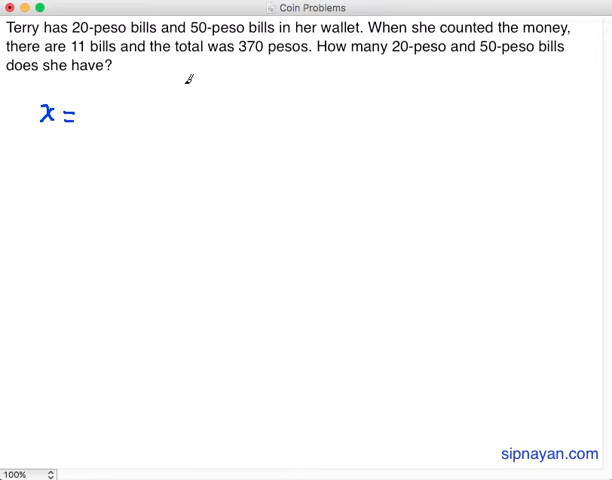 Coin Problems
Terry has 20-peso bills and 50-peso bills in her wallet. When she counted the money,
there are 11 bills and the total was 370 pesos. How many 20-peso and 50-peso bills
does she have?
x =
sipnayan.com
100%